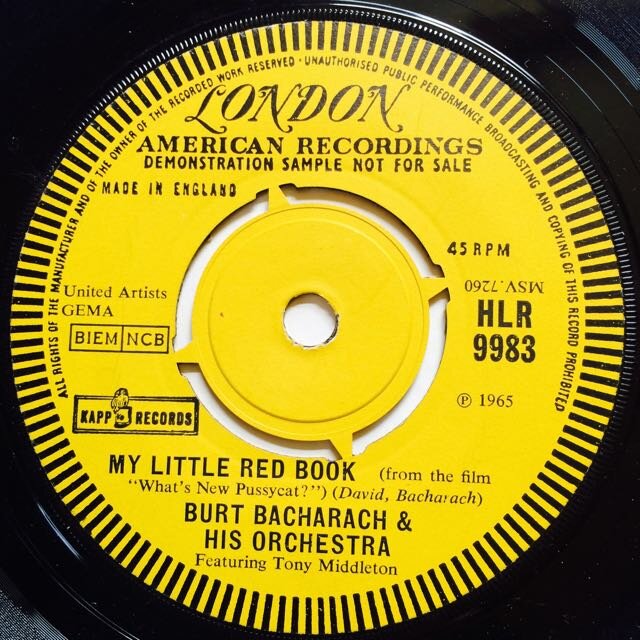 ALL RIGHTS OF THE MANUFACTURER AND OF THE OWNER OF THE RECORDED WORK RESERVED · UNAUTHORISED PUBLIC PERFORMANCE BROADCASTING AND COPYING OF THIS RECORD PROHIBITED
LONDON
AMERICAN RECORDINGS
DEMONSTRATION SAMPLE NOT FOR SALE
MADE IN ENGLAND
45 RPM
United Artists
GEMA
MSV.7260
BIEM NCB
HLR
9983
KAPP RECORDS
℗ 1965
MY LITTLE RED BOOK (from the film
"What's New Pussycat?") (David, Bacharach)
BURT BACHARACH &
HIS ORCHESTRA
Featuring Tony Middleton